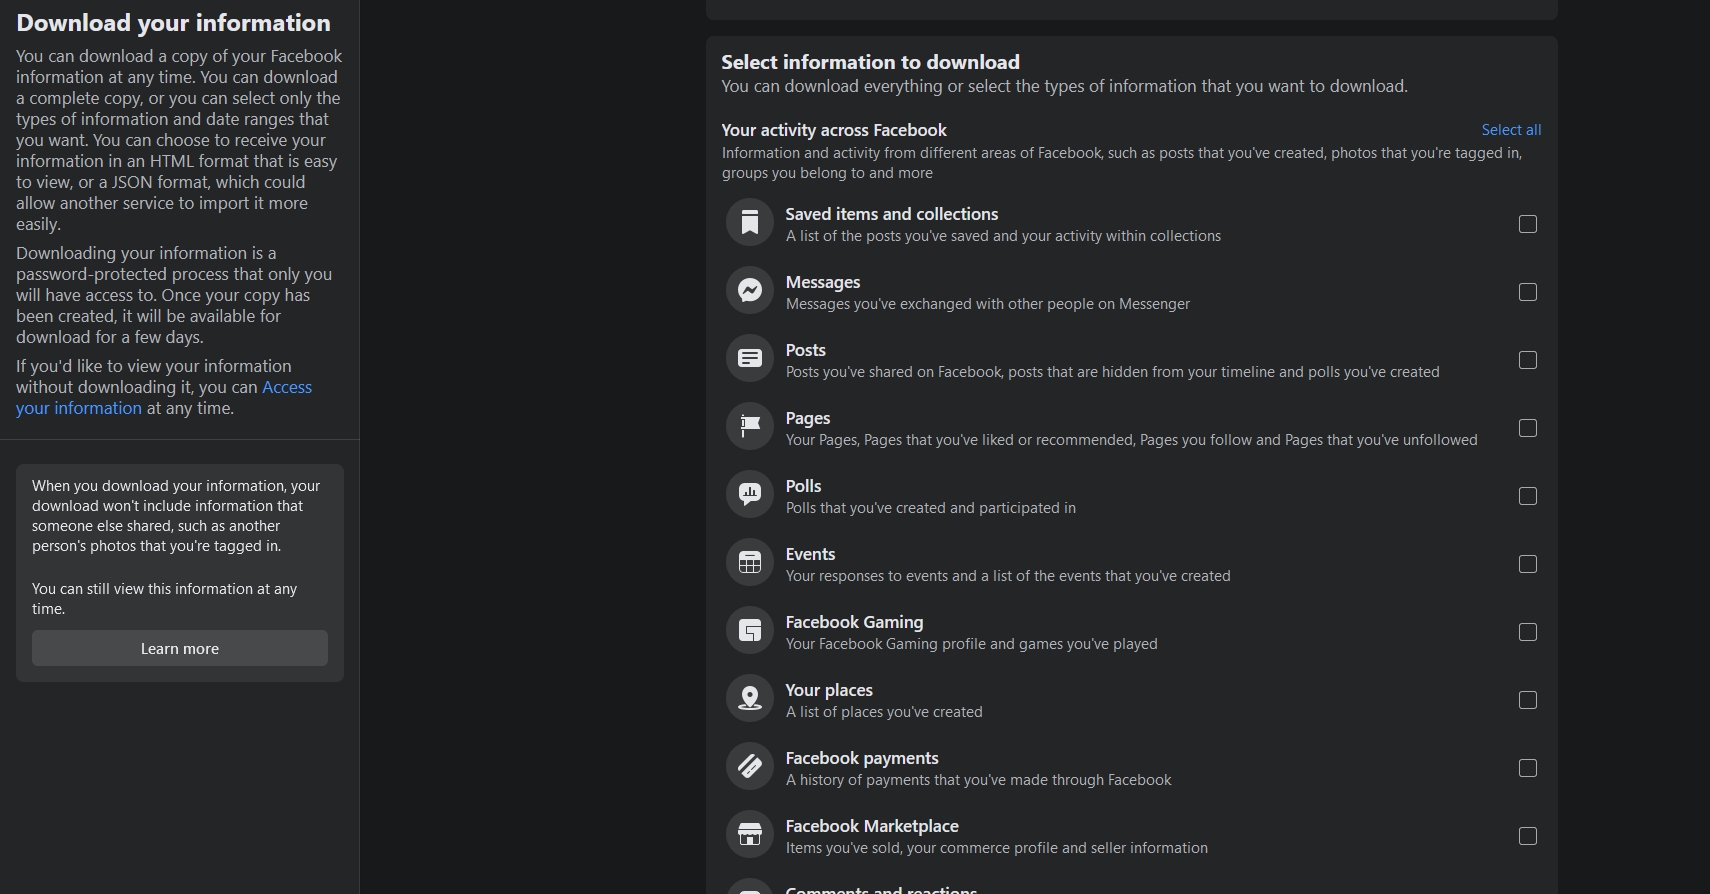 Download your information
You can download a copy of your Facebook
information at any time. You can download
a complete copy, or you can select only the
types of information and date ranges that
you want. You can choose to receive your
information in an HTML format that is easy
to view, or a JSON format, which could
allow another service to import it more
easily.
Downloading your information is a
password-protected process that only you
will have access to. Once your copy has
been created, it will be available for
download for a few days.
If you'd like to view your information
without downloading it, you can Access
your information at any time.
When you download your information, your
download won't include information that
someone else shared, such as another
person's photos that you're tagged in.
You can still view this information at any
time.
Learn more
Select information to download
You can download everything or select the types of information that you want to download.
Your activity across Facebook
Select all
Information and activity from different areas of Facebook, such as posts that you've created, photos that you're tagged in,
groups you belong to and more
Saved items and collections
A list of the posts you've saved and your activity within collections
Messages
Messages you've exchanged with other people on Messenger
Posts
Posts you've shared on Facebook, posts that are hidden from your timeline and polls you've created
Pages
Your Pages, Pages that you've liked or recommended, Pages you follow and Pages that you've unfollowed
Polls
Polls that you've created and participated in
Events
Your responses to events and a list of the events that you've created
Facebook Gaming
Your Facebook Gaming profile and games you've played
Your places
A list of places you've created
Facebook payments
A history of payments that you've made through Facebook
Facebook Marketplace
Items you've sold, your commerce profile and seller information
Comments and reactions